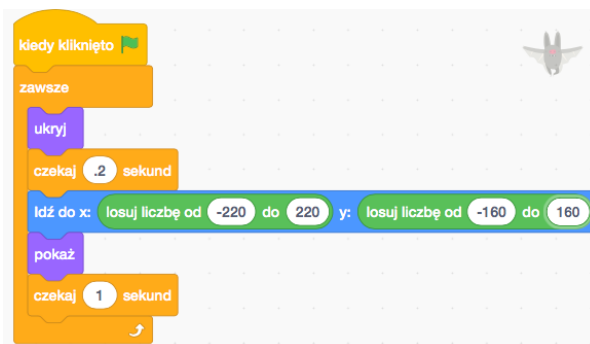 kiedy kliknięto
zawsze
ukryj
czekaj .2 sekund
Idź do x: losuj liczbę od -220 do 220 y: losuj liczbę od -160 do 160
pokaż
czekaj 1 sekund